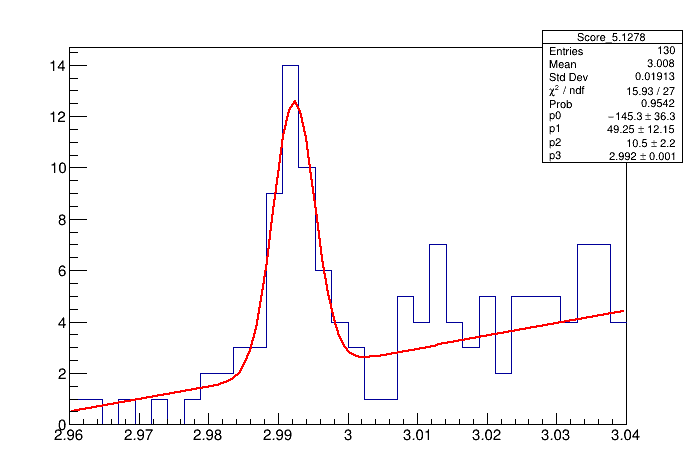 Score_5.1278
Entries 130
Mean 3.008
Std Dev 0.01913
χ² / ndf 15.93 / 27
Prob 0.9542
p0 −145.3 ± 36.3
p1 49.25 ± 12.15
p2 10.5 ± 2.2
p3 2.992 ± 0.001
14
12
10
8
6
4
2
0
2.96 2.97 2.98 2.99 3 3.01 3.02 3.03 3.04